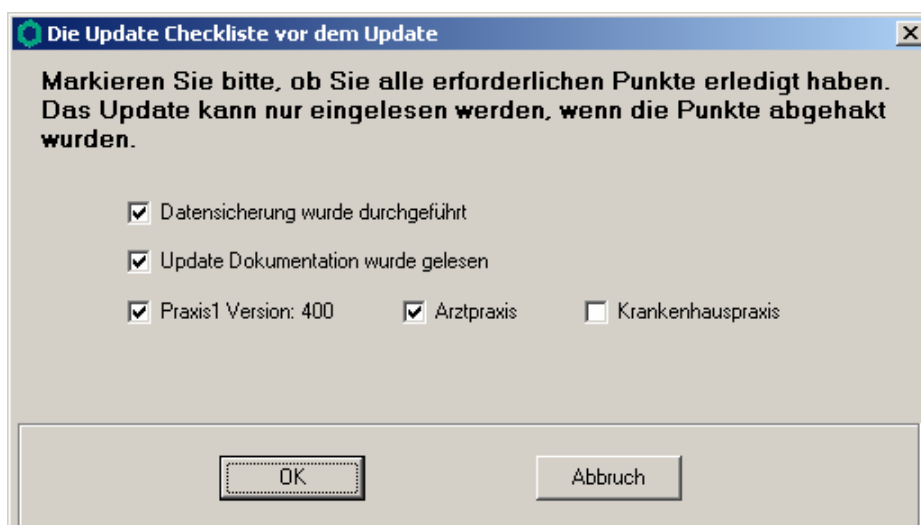 Die Update Checkliste vor dem Update
Markieren Sie bitte, ob Sie alle erforderlichen Punkte erledigt haben.
Das Update kann nur eingelesen werden, wenn die Punkte abgehakt
wurden.
Datensicherung wurde durchgeführt
Update Dokumentation wurde gelesen
Praxis1 Version: 400 Arztpraxis Krankenhauspraxis
OK Abbruch